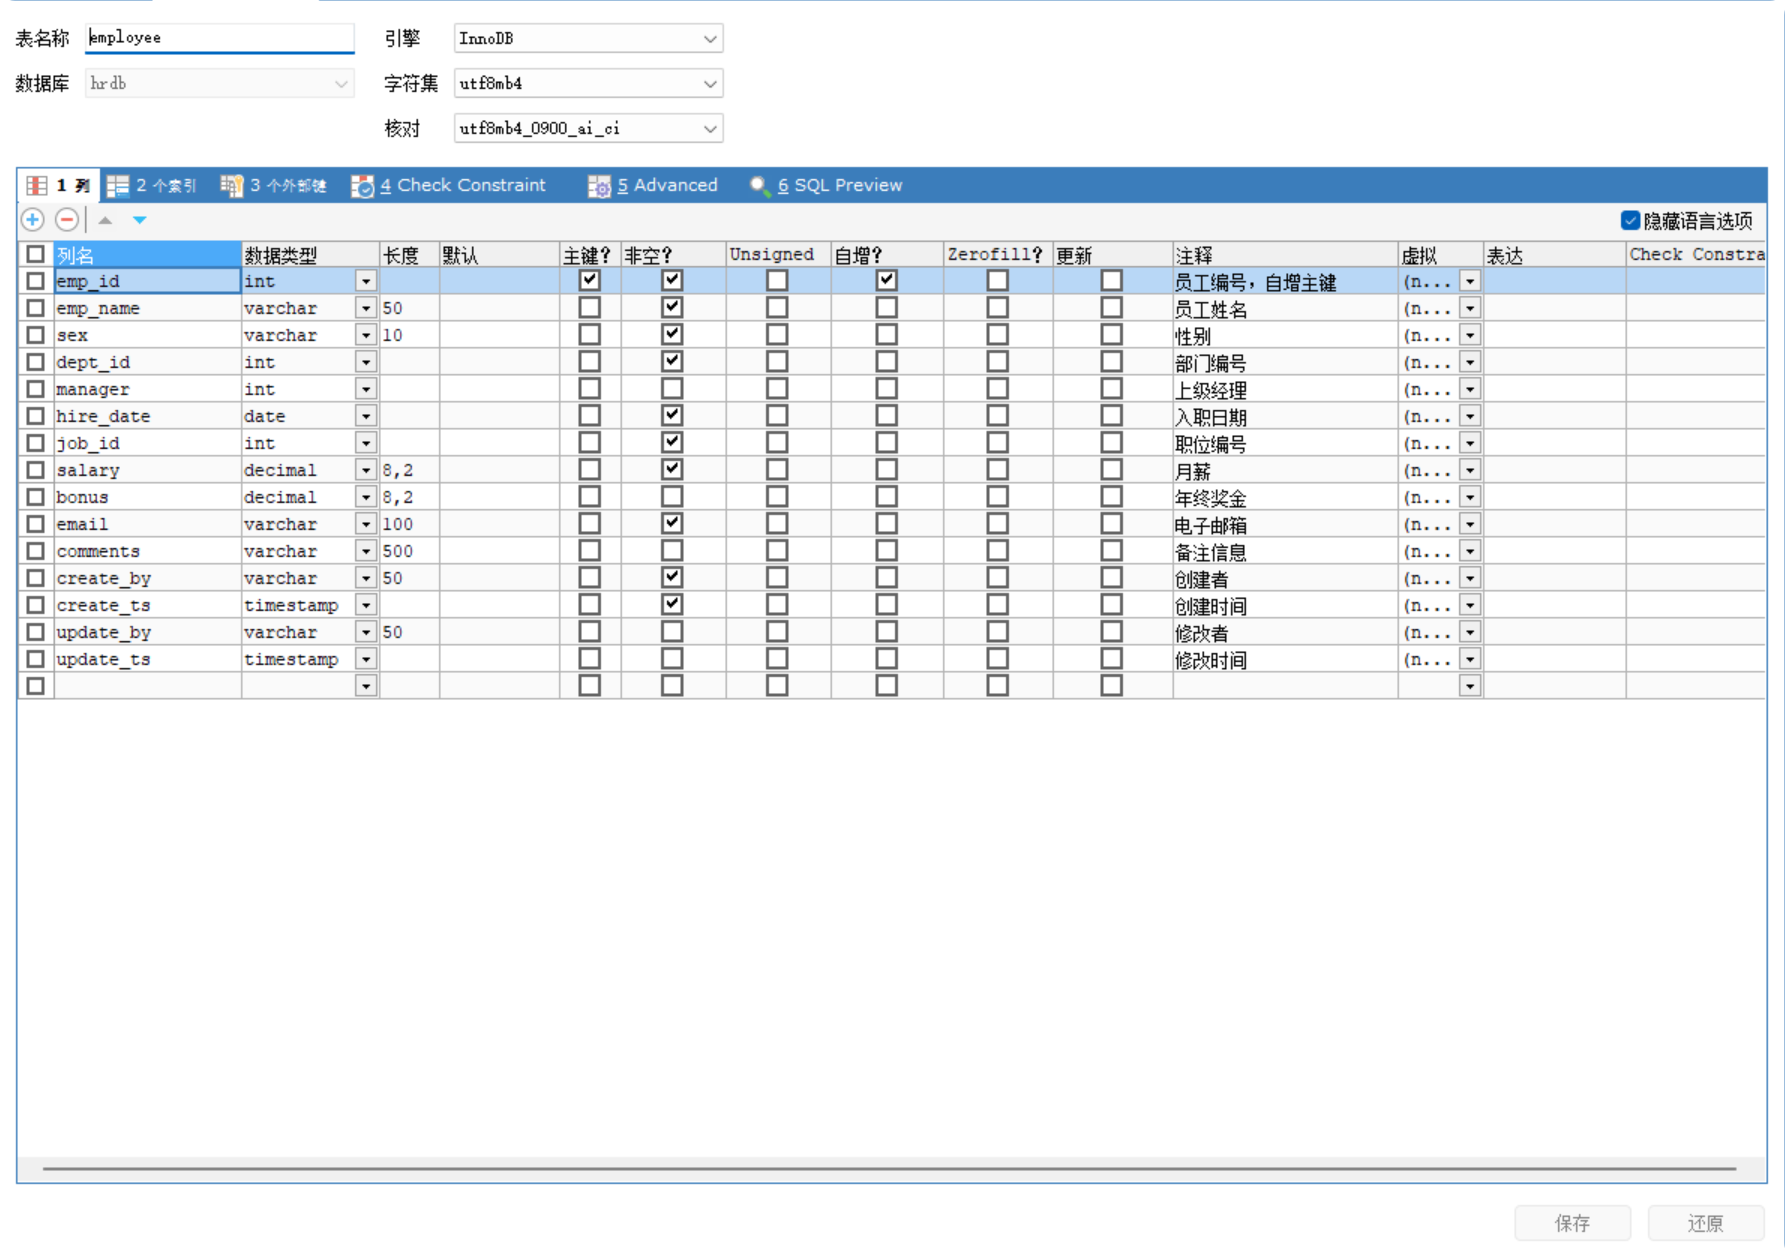 表名称 employee 引擎 InnoDB
数据库 hrdb 字符集 utf8mb4
核对 utf8mb4_0900_ai_ci
1 列 2 个索引 3 个外部键 4 Check Constraint 5 Advanced 6 SQL Preview
隐藏语言选项
列名 数据类型 长度 默认 主键? 非空? Unsigned 自增? Zerofill? 更新 注释 虚拟 表达 Check Constra
emp_id int 员工编号，自增主键 (n...
emp_name varchar 50 员工姓名 (n...
sex varchar 10 性别 (n...
dept_id int 部门编号 (n...
manager int 上级经理 (n...
hire_date date 入职日期 (n...
job_id int 职位编号 (n...
salary decimal 8,2 月薪 (n...
bonus decimal 8,2 年终奖金 (n...
email varchar 100 电子邮箱 (n...
comments varchar 500 备注信息 (n...
create_by varchar 50 创建者 (n...
create_ts timestamp 创建时间 (n...
update_by varchar 50 修改者 (n...
update_ts timestamp 修改时间 (n...
保存 还原